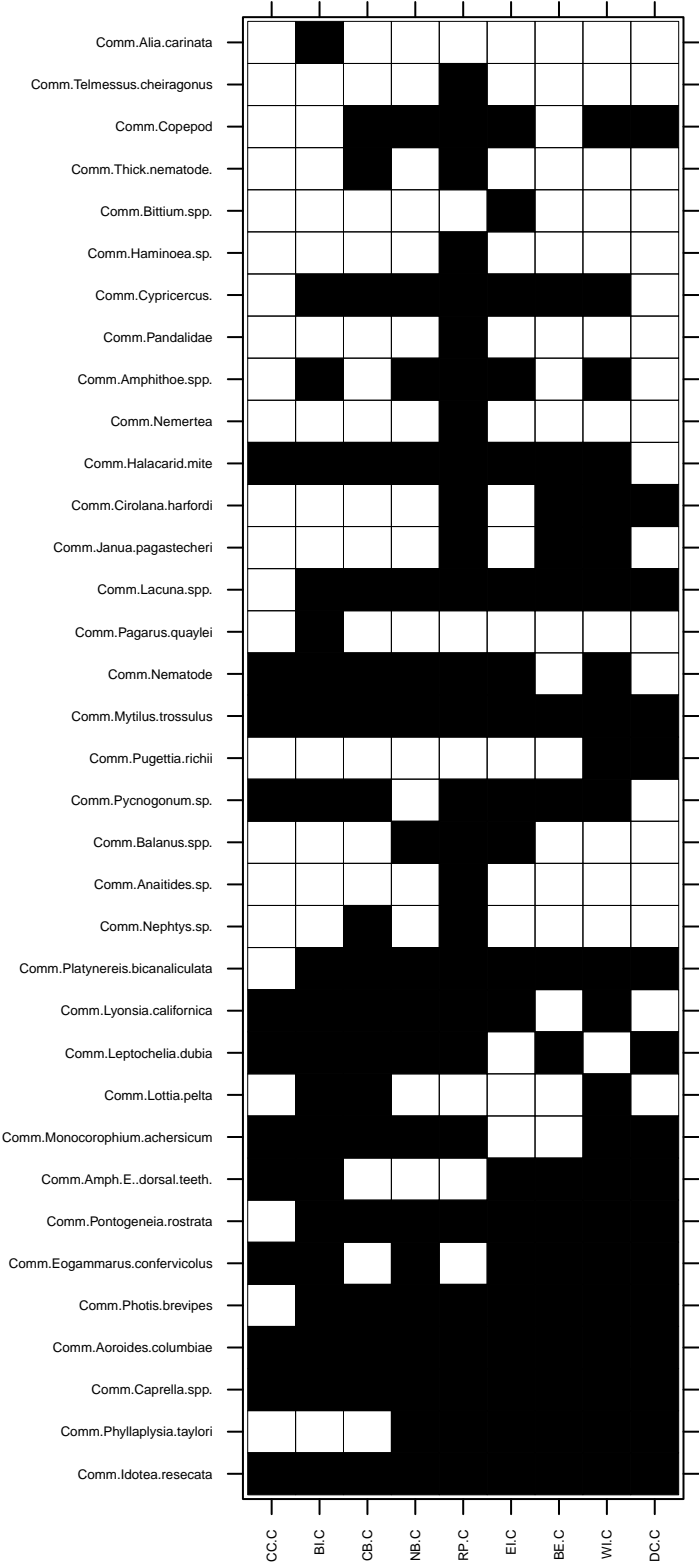 Comm.Alia.carinata
Comm.Telmessus.cheiragonus
Comm.Copepod
Comm.Thick.nematode.
Comm.Bittium.spp.
Comm.Haminoea.sp.
Comm.Cypricercus.
Comm.Pandalidae
Comm.Amphithoe.spp.
Comm.Nemertea
Comm.Halacarid.mite
Comm.Cirolana.harfordi
Comm.Janua.pagastecheri
Comm.Lacuna.spp.
Comm.Pagarus.quaylei
Comm.Nematode
Comm.Mytilus.trossulus
Comm.Pugettia.richii
Comm.Pycnogonum.sp.
Comm.Balanus.spp.
Comm.Anaitides.sp.
Comm.Nephtys.sp.
Comm.Platynereis.bicanaliculata
Comm.Lyonsia.californica
Comm.Leptochelia.dubia
Comm.Lottia.pelta
Comm.Monocorophium.achersicum
Comm.Amph.E..dorsal.teeth.
Comm.Pontogeneia.rostrata
Comm.Eogammarus.confervicolus
Comm.Photis.brevipes
Comm.Aoroides.columbiae
Comm.Caprella.spp.
Comm.Phyllaplysia.taylori
Comm.Idotea.resecata
CC.C
BI.C
CB.C
NB.C
RP.C
EI.C
BE.C
WI.C
DC.C